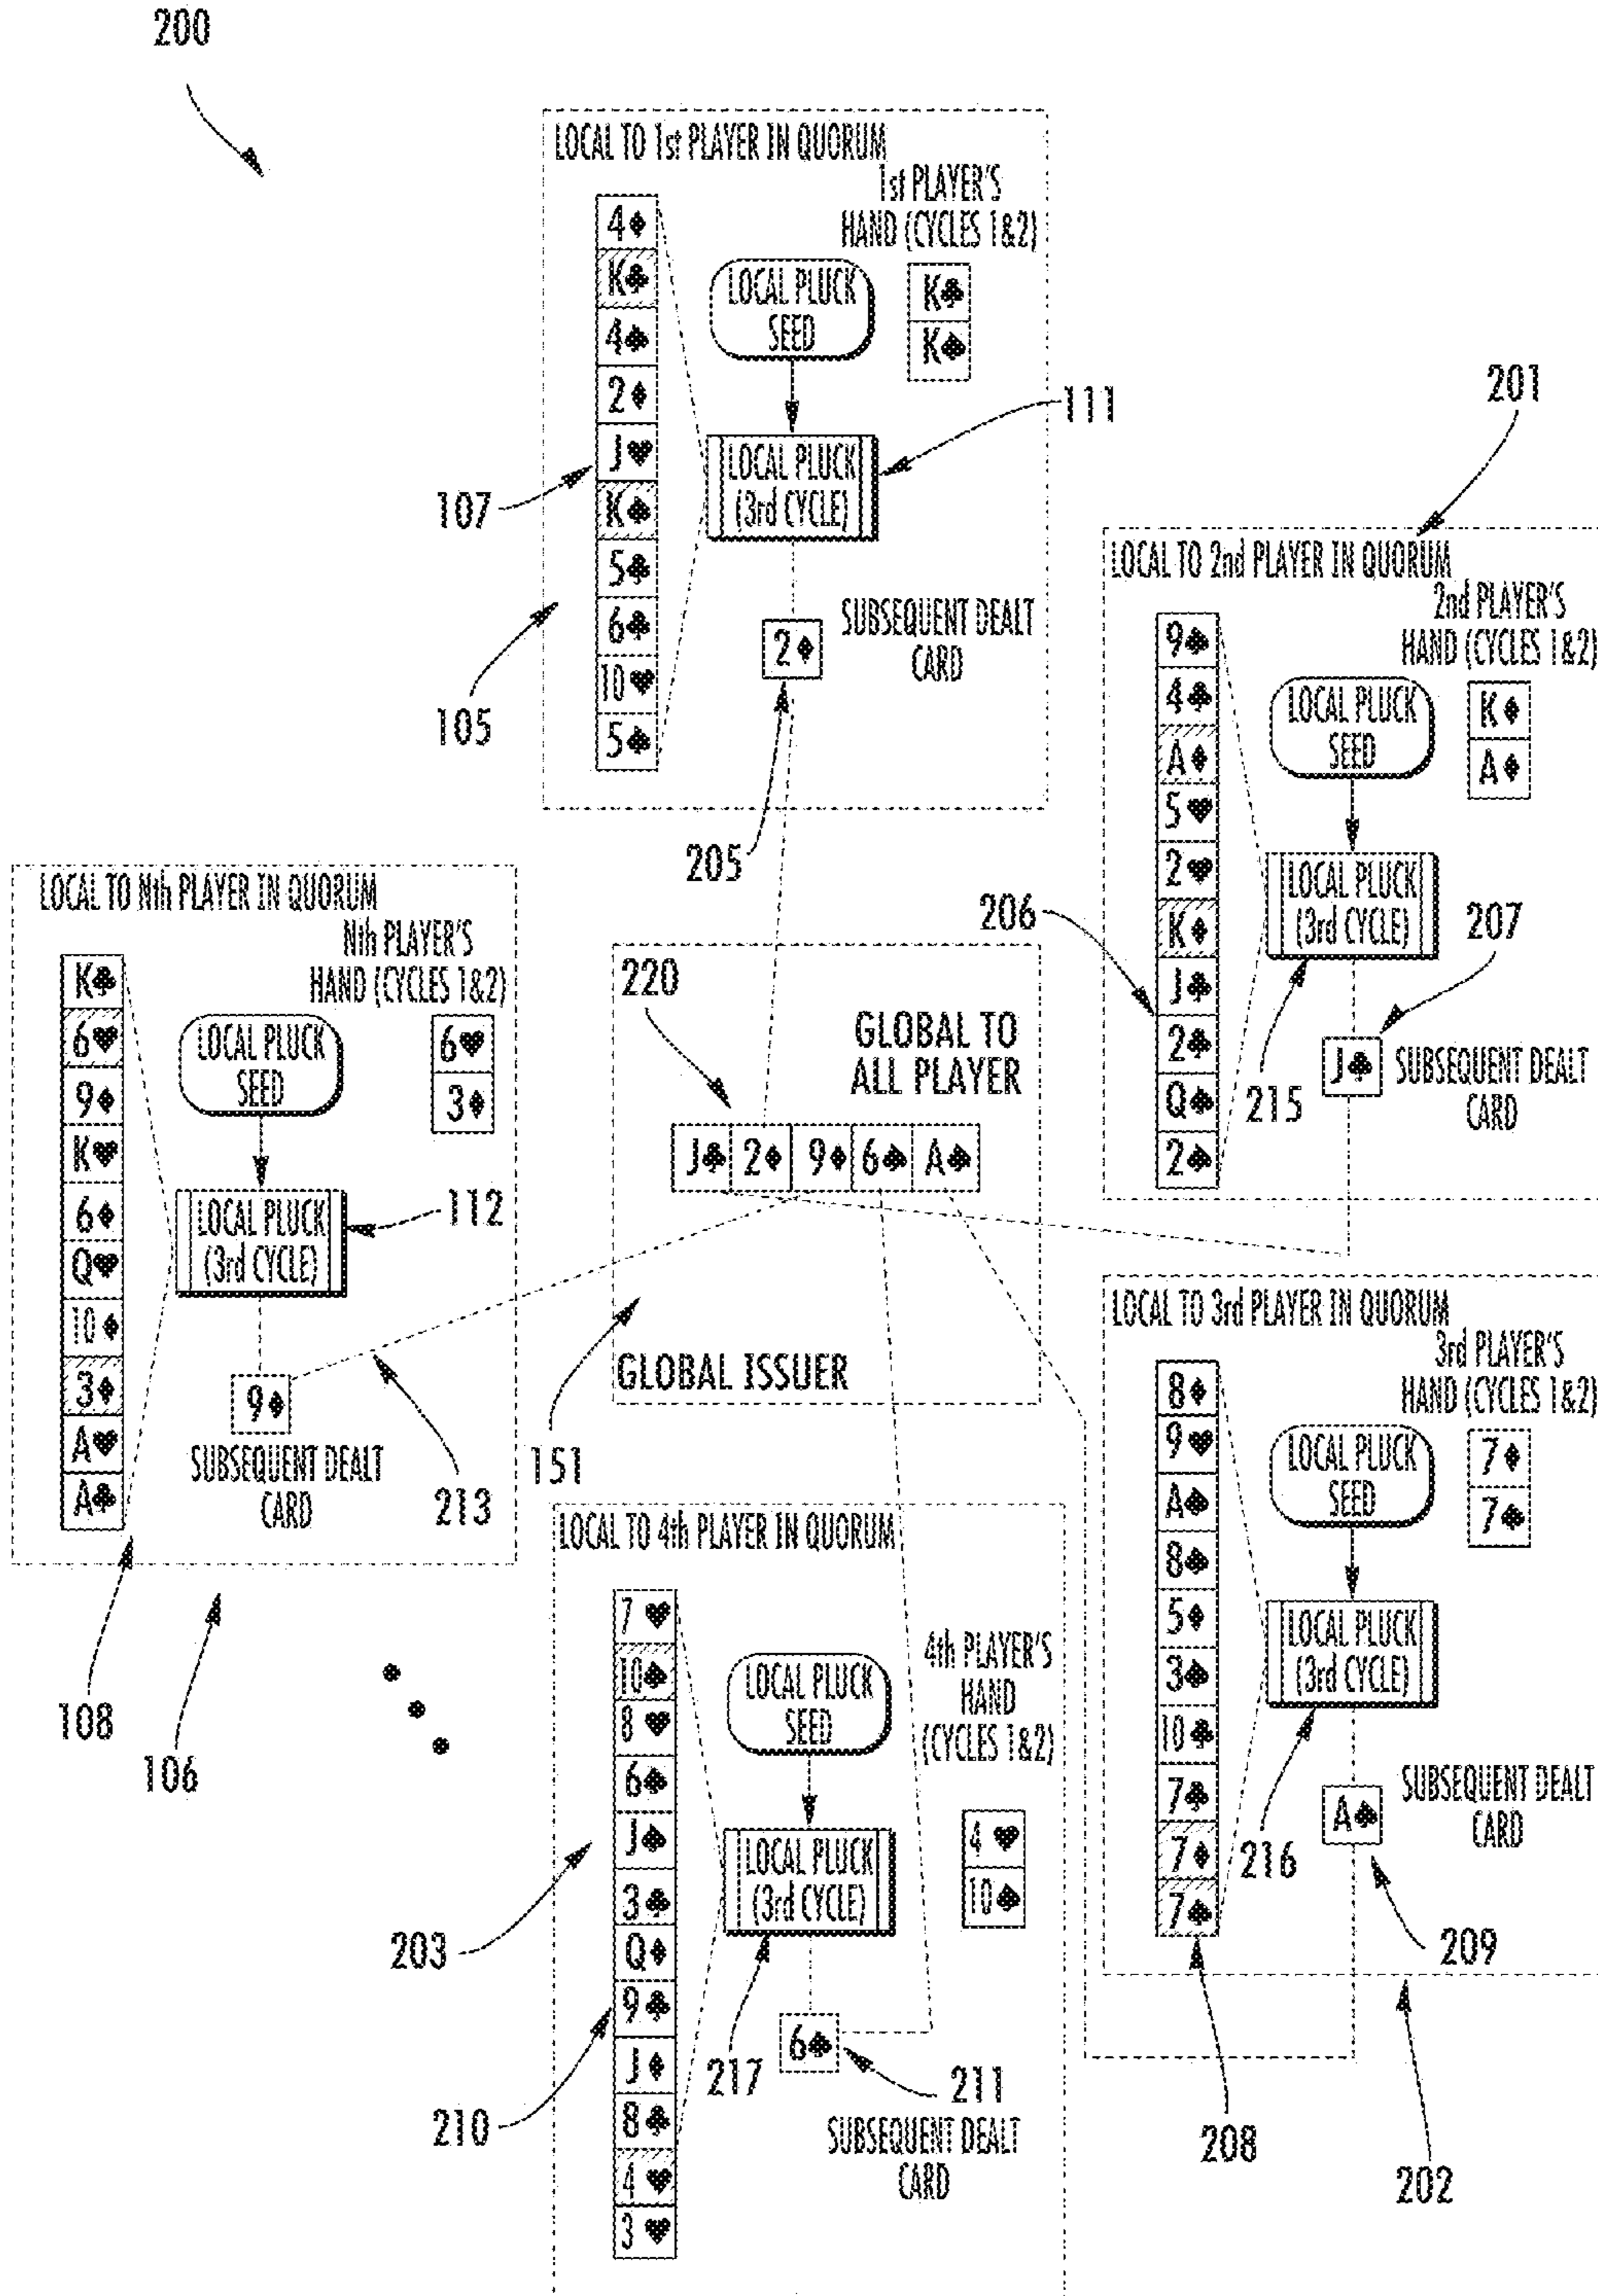 200
LOCAL TO 1st PLAYER IN QUORUM
1st PLAYER'S
HAND (CYCLES 1&2)
4♦
K♣
4♠
2♦
J♥
K♠
5♣
6♣
10♥
5♠
LOCAL PLUCK
SEED
K♣
K♠
LOCAL PLUCK
(3rd CYCLE)
111
107
105
2♦
SUBSEQUENT DEALT
CARD
205
201
LOCAL TO 2nd PLAYER IN QUORUM
2nd PLAYER'S
HAND (CYCLES 1&2)
9♠
4♣
A♦
5♥
2♥
K♦
J♣
2♣
Q♠
2♠
LOCAL PLUCK
SEED
K♦
A♦
LOCAL PLUCK
(3rd CYCLE)
206
207
215
J♣
SUBSEQUENT DEALT
CARD
LOCAL TO Nth PLAYER IN QUORUM
Nth PLAYER'S
HAND (CYCLES 1&2)
K♣
6♥
9♦
K♥
6♦
Q♥
10♦
3♦
A♥
A♣
LOCAL PLUCK
SEED
6♥
3♦
LOCAL PLUCK
(3rd CYCLE)
112
9♦
SUBSEQUENT DEALT
CARD
213
108
106
220
GLOBAL TO
ALL PLAYER
J♣ 2♦ 9♦ 6♠ A♠
GLOBAL ISSUER
151
LOCAL TO 3rd PLAYER IN QUORUM
3rd PLAYER'S
HAND (CYCLES 1&2)
8♦
9♥
A♠
8♠
5♦
3♠
10♣
7♣
7♦
7♠
LOCAL PLUCK
SEED
7♦
7♠
LOCAL PLUCK
(3rd CYCLE)
216
A♠
SUBSEQUENT DEALT
CARD
209
208
202
LOCAL TO 4th PLAYER IN QUORUM
7♥
10♠
8♥
6♠
J♠
3♣
Q♦
9♣
J♦
8♣
4♥
3♥
LOCAL PLUCK
SEED
4th PLAYER'S
HAND
(CYCLES 1&2)
4♥
10♠
LOCAL PLUCK
(3rd CYCLE)
203
210
217
6♠
211
SUBSEQUENT DEALT
CARD